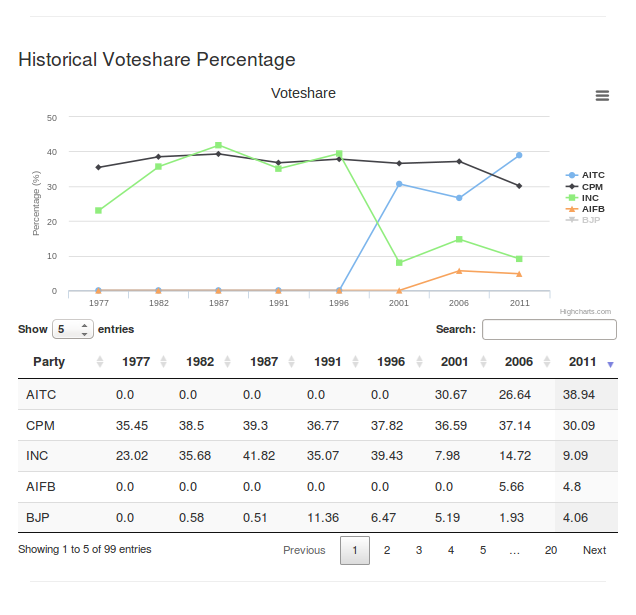 Historical Voteshare Percentage
Voteshare
Percentage (%)
50
40
30
20
10
0
1977 1982 1987 1991 1996 2001 2006 2011
AITC
CPM
INC
AIFB
BJP
Highcharts.com
Show 5 entries Search:
Party 1977 1982 1987 1991 1996 2001 2006 2011
AITC 0.0 0.0 0.0 0.0 0.0 30.67 26.64 38.94
CPM 35.45 38.5 39.3 36.77 37.82 36.59 37.14 30.09
INC 23.02 35.68 41.82 35.07 39.43 7.98 14.72 9.09
AIFB 0.0 0.0 0.0 0.0 0.0 0.0 5.66 4.8
BJP 0.0 0.58 0.51 11.36 6.47 5.19 1.93 4.06
Showing 1 to 5 of 99 entries Previous 1 2 3 4 5 … 20 Next